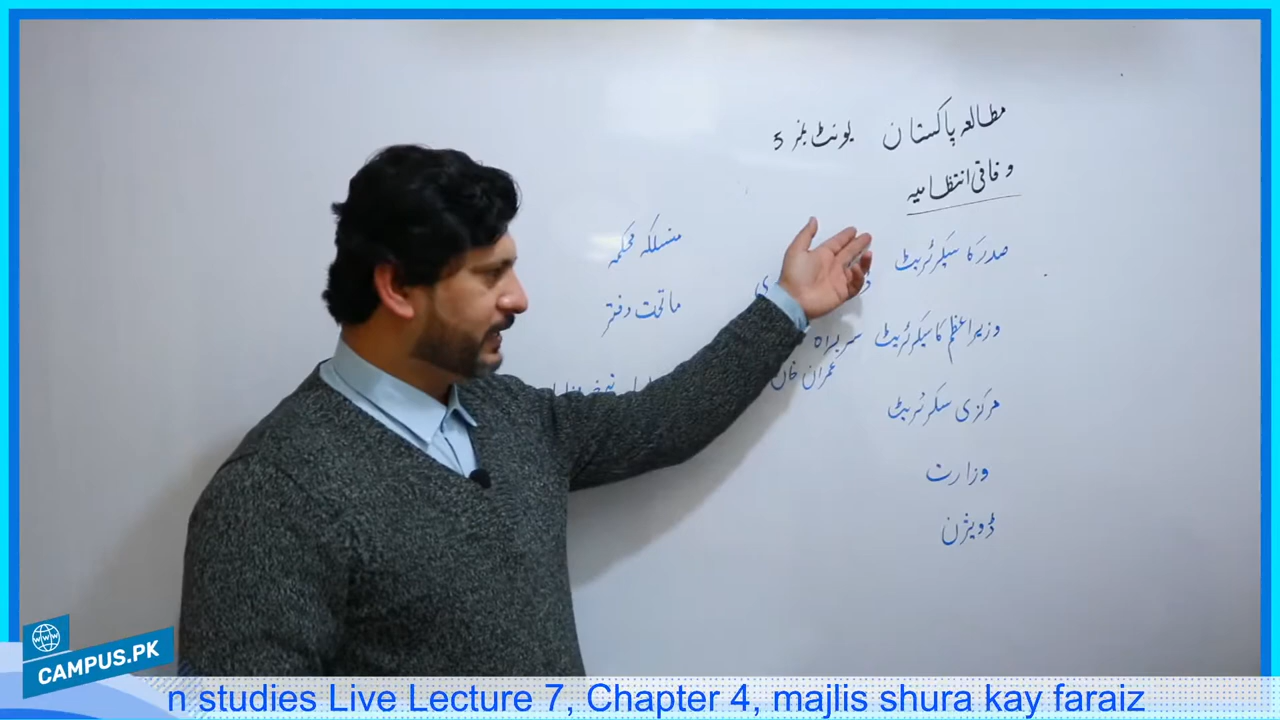 مطالعہ پاکستان یونٹ نمبر 5
وفاقی انتظامیہ
صدر کا سیکرٹریٹ
وزیراعظم کا سیکرٹریٹ سربراہ
عمران خان
مرکزی سیکرٹریٹ
وزارت
ڈویژن
منسلکہ محکمہ
ماتحت دفتر
WWW
CAMPUS.PK
n studies Live Lecture 7, Chapter 4, majlis shura kay faraiz